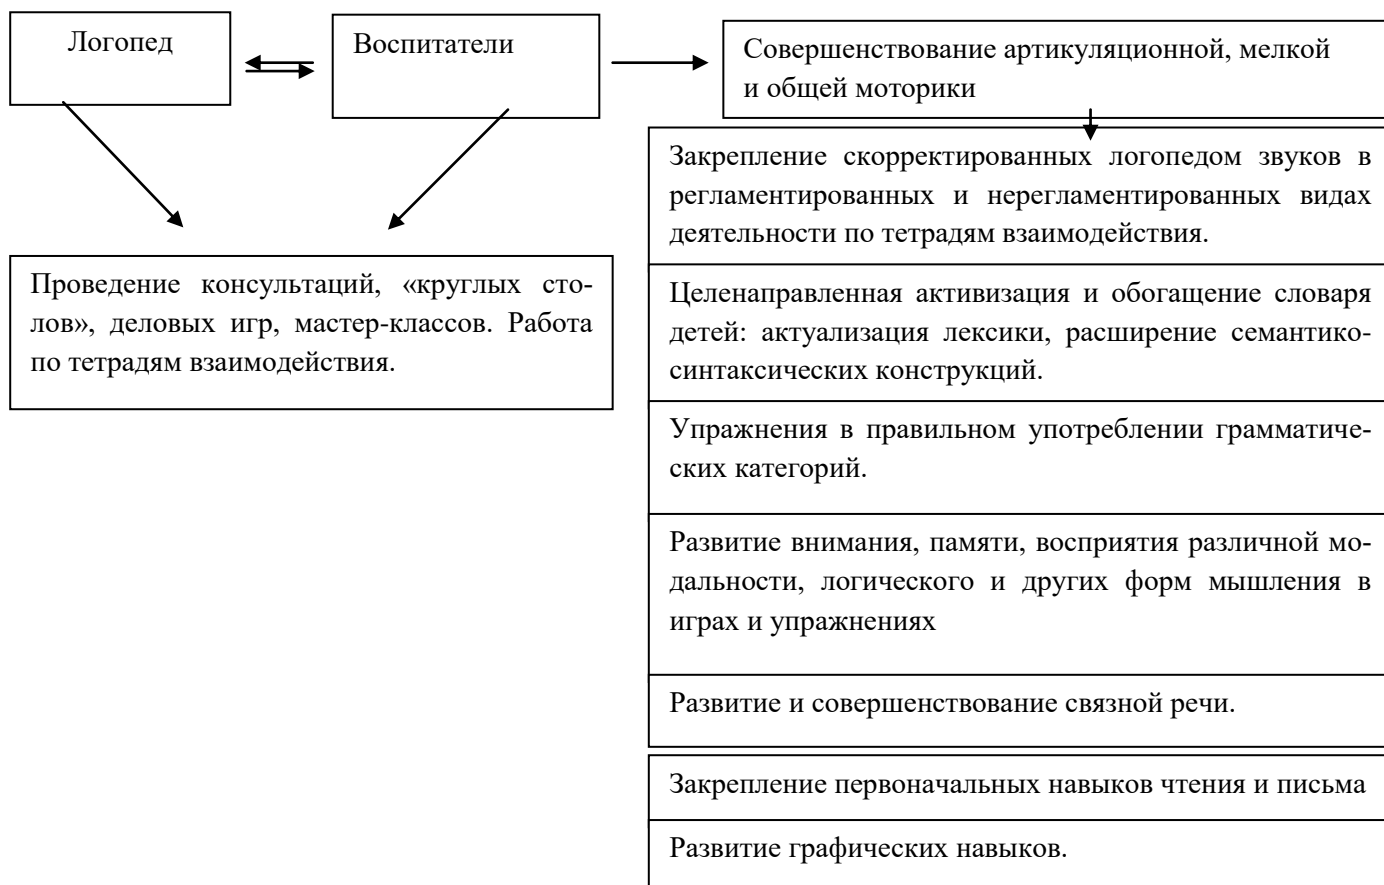 Логопед
Воспитатели
Совершенствование артикуляционной, мелкой
и общей моторики
Закрепление скорректированных логопедом звуков в
регламентированных и нерегламентированных видах
деятельности по тетрадям взаимодействия.
Проведение консультаций, «круглых сто-
лов», деловых игр, мастер-классов. Работа
по тетрадям взаимодействия.
Целенаправленная активизация и обогащение словаря
детей: актуализация лексики, расширение семантико-
синтаксических конструкций.
Упражнения в правильном употреблении грамматиче-
ских категорий.
Развитие внимания, памяти, восприятия различной мо-
дальности, логического и других форм мышления в
играх и упражнениях
Развитие и совершенствование связной речи.
Закрепление первоначальных навыков чтения и письма
Развитие графических навыков.